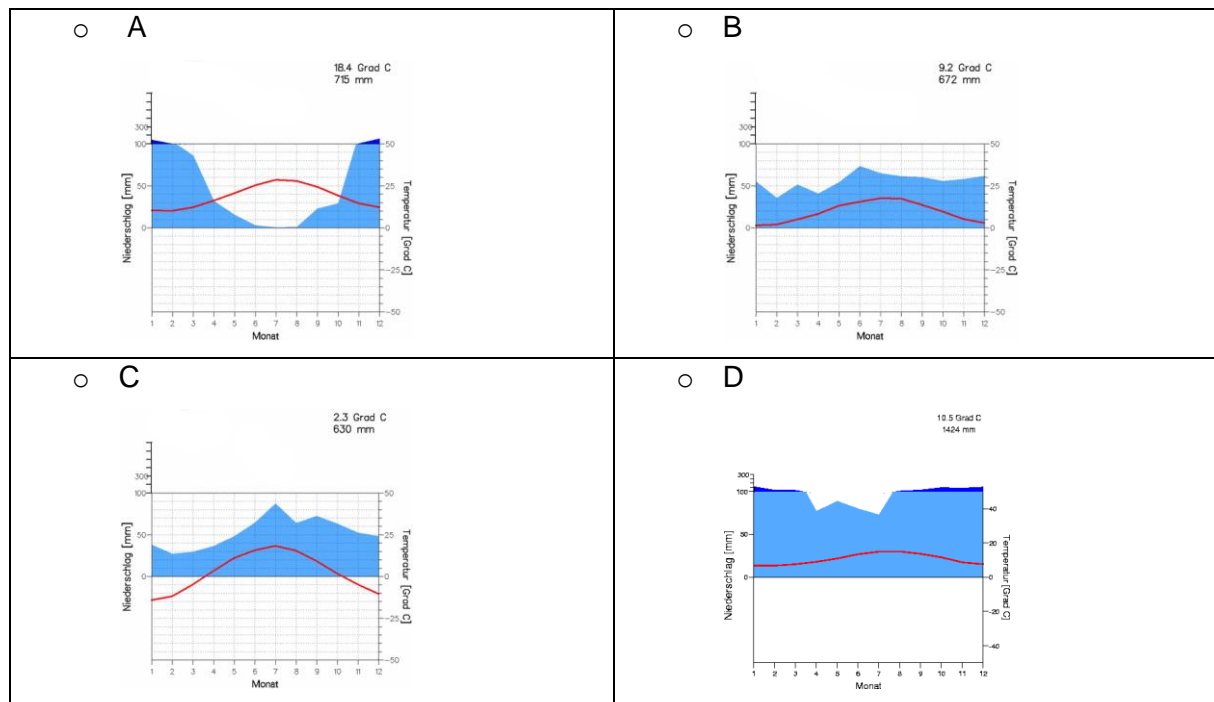 A
18.4 Grad C
715 mm
300
100
50
0
50
25
0
-25
-50
Niederschlag [mm]
Temperatur [Grad C]
1 2 3 4 5 6 7 8 9 10 11 12
Monat
B
9.2 Grad C
672 mm
300
100
50
0
50
25
0
-25
-50
Niederschlag [mm]
Temperatur [Grad C]
1 2 3 4 5 6 7 8 9 10 11 12
Monat
C
2.3 Grad C
630 mm
300
100
50
0
50
25
0
-25
-50
Niederschlag [mm]
Temperatur [Grad C]
1 2 3 4 5 6 7 8 9 10 11 12
Monat
D
10.5 Grad C
1424 mm
300
100
50
0
40
20
0
-20
-40
Niederschlag [mm]
Temperatur [Grad C]
1 2 3 4 5 6 7 8 9 10 11 12
Monat